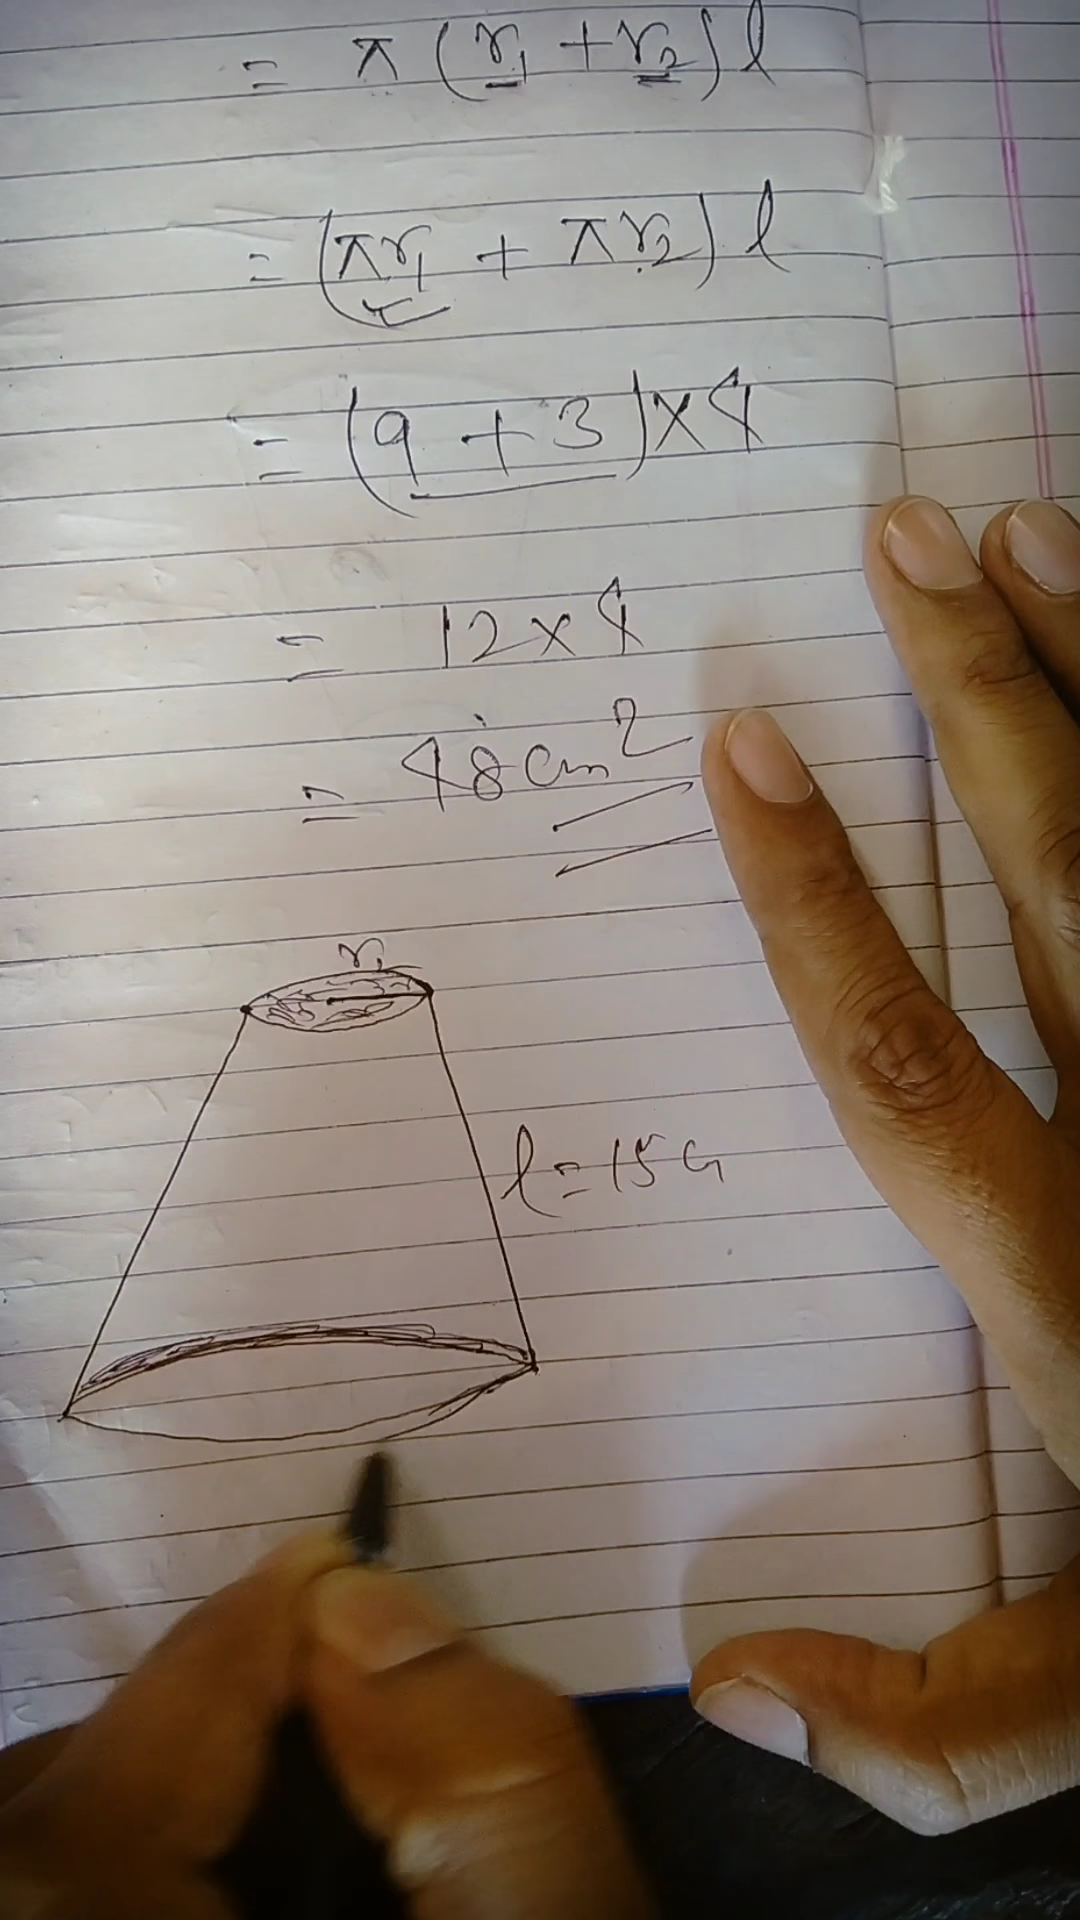 = π (r₁ + r₂) l
= (πr₁ + πr₂) l
= (9 + 3) × 4
= 12 × 4
= 48 cm²
r₁
l = 15 cm